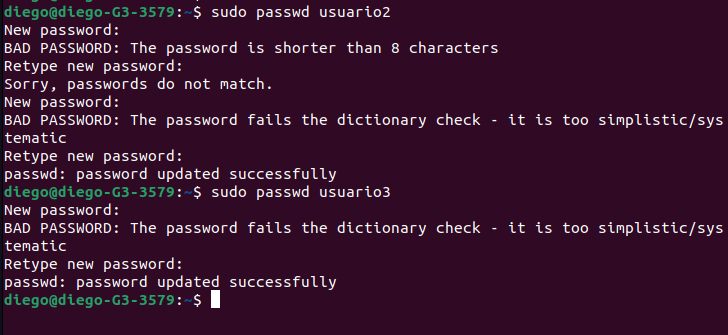 diego@diego-G3-3579:~$ sudo passwd usuario2
New password:
BAD PASSWORD: The password is shorter than 8 characters
Retype new password:
Sorry, passwords do not match.
New password:
BAD PASSWORD: The password fails the dictionary check - it is too simplistic/sys
tematic
Retype new password:
passwd: password updated successfully
diego@diego-G3-3579:~$ sudo passwd usuario3
New password:
BAD PASSWORD: The password fails the dictionary check - it is too simplistic/sys
tematic
Retype new password:
passwd: password updated successfully
diego@diego-G3-3579:~$